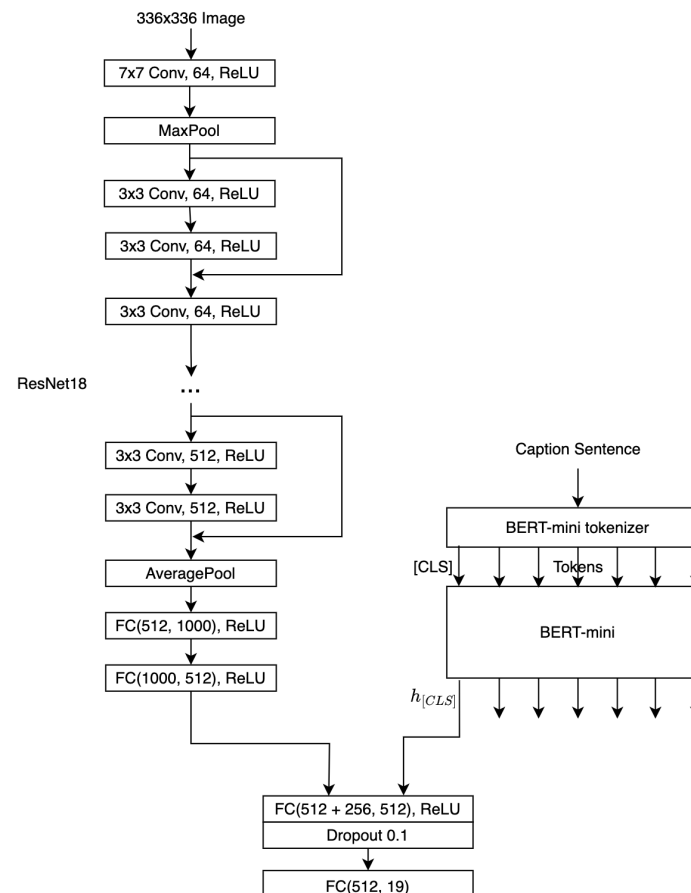 336x336 Image
7x7 Conv, 64, ReLU
MaxPool
3x3 Conv, 64, ReLU
3x3 Conv, 64, ReLU
3x3 Conv, 64, ReLU
ResNet18
...
3x3 Conv, 512, ReLU
3x3 Conv, 512, ReLU
AveragePool
FC(512, 1000), ReLU
FC(1000, 512), ReLU
Caption Sentence
BERT-mini tokenizer
[CLS] Tokens
BERT-mini
h[CLS]
FC(512 + 256, 512), ReLU
Dropout 0.1
FC(512, 19)